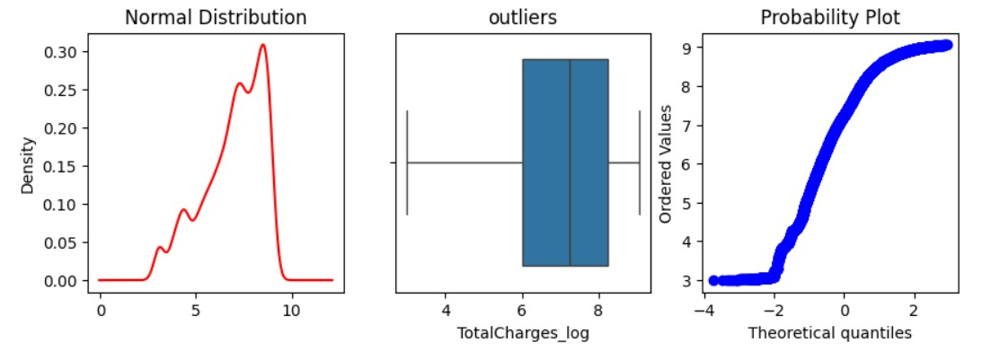 Normal Distribution
Density
0.30
0.25
0.20
0.15
0.10
0.05
0.00
0 5 10
outliers
4 6 8
TotalCharges_log
Probability Plot
Ordered Values
9
8
7
6
5
4
3
−4 −2 0 2
Theoretical quantiles